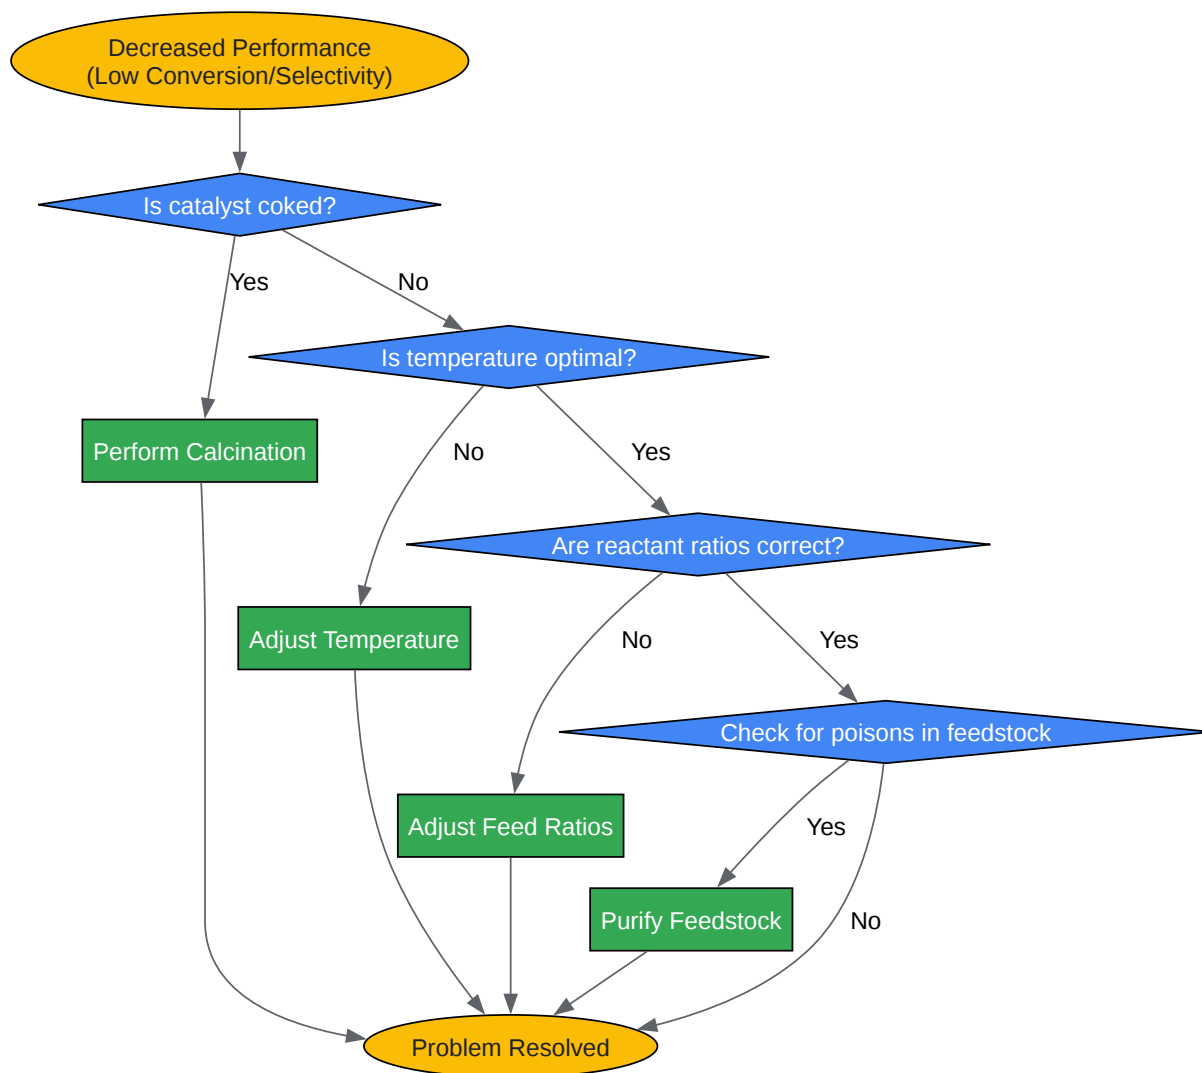 Decreased Performance
(Low Conversion/Selectivity)
Is catalyst coked?
Yes
No
Is temperature optimal?
Perform Calcination
No
Yes
Are reactant ratios correct?
Adjust Temperature
No
Yes
Check for poisons in feedstock
Adjust Feed Ratios
Yes
Purify Feedstock
No
Problem Resolved